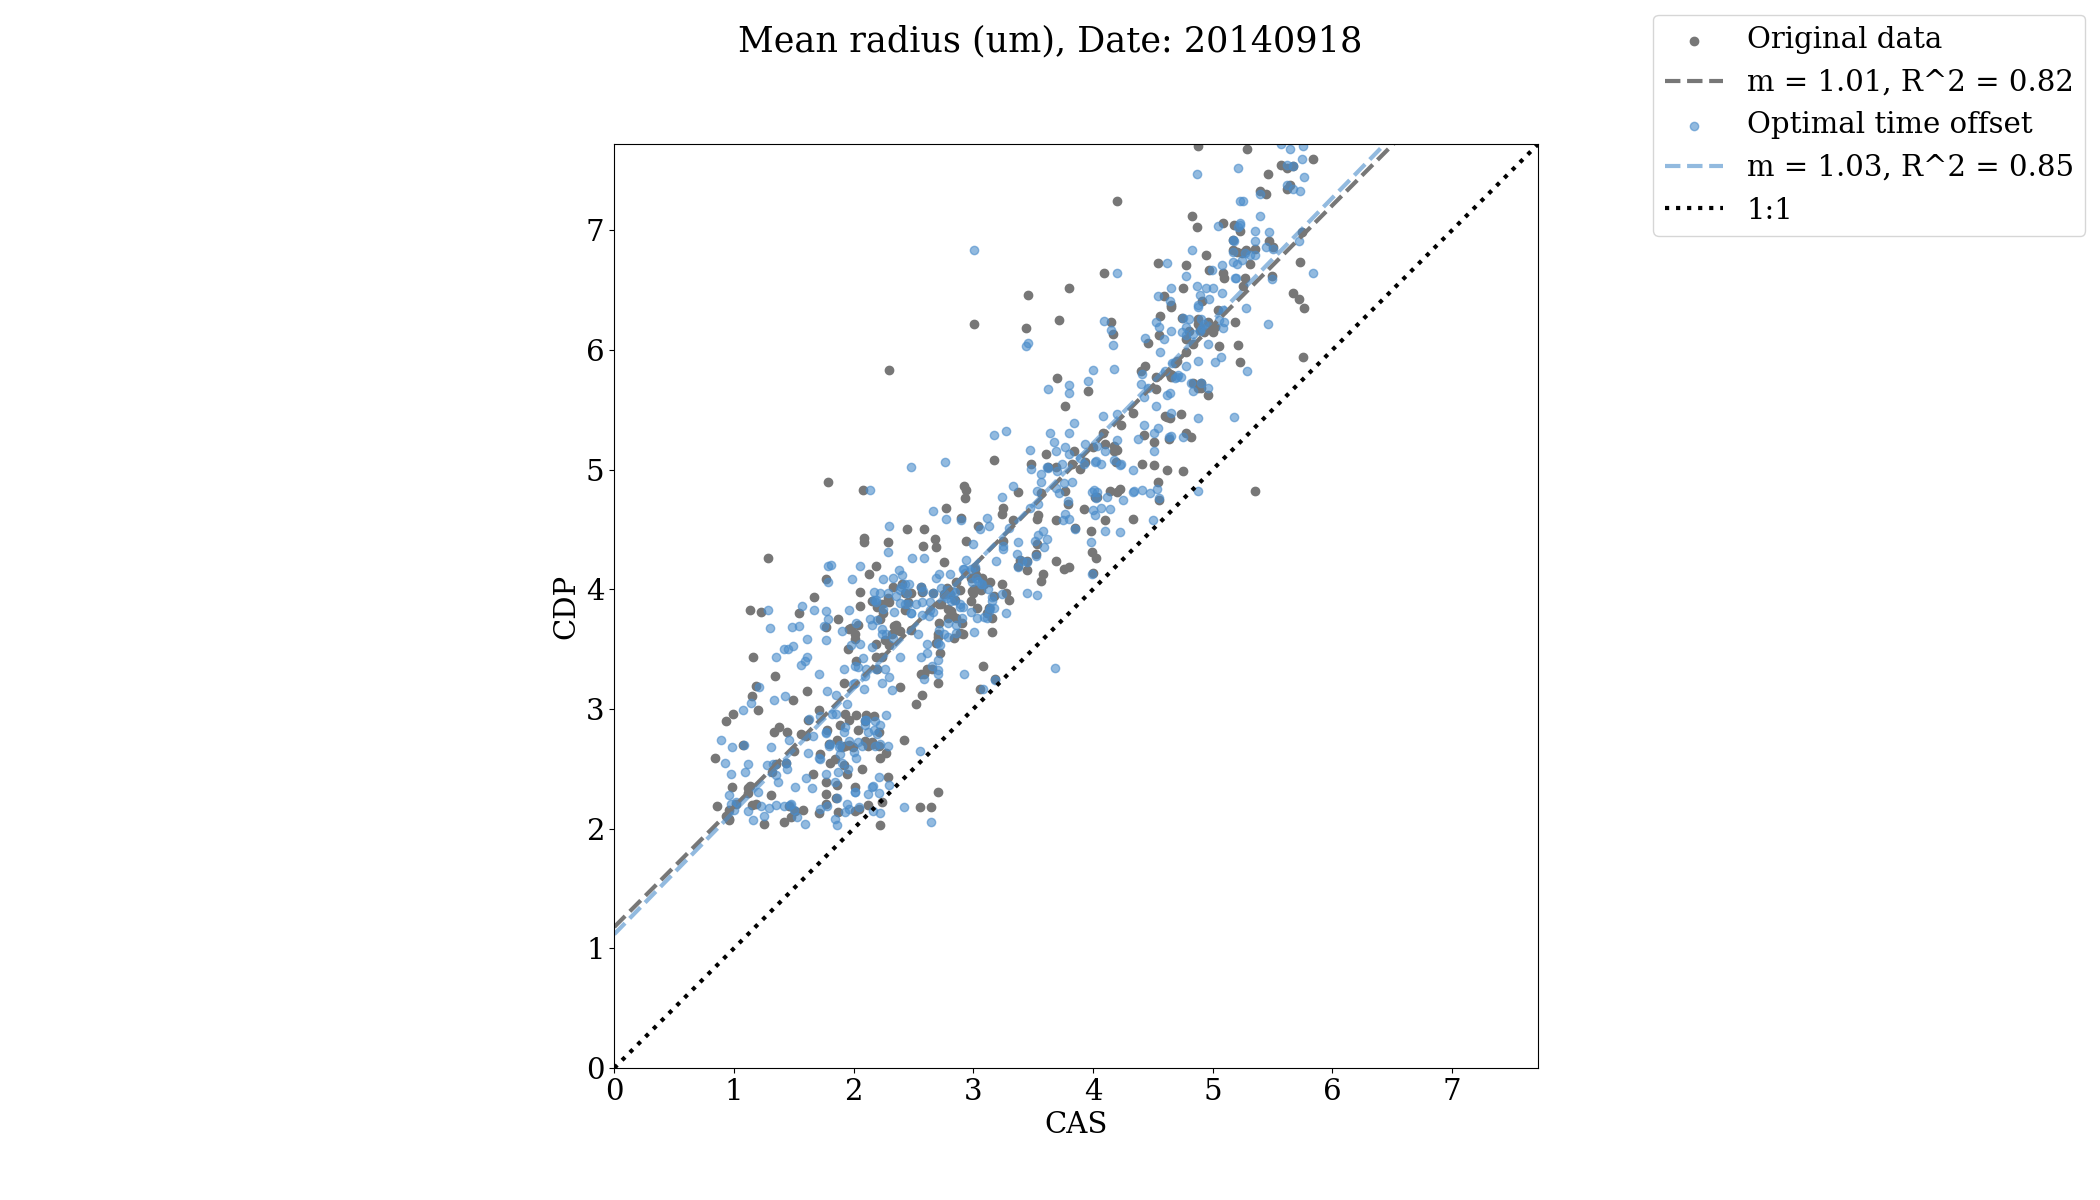 Mean radius (um), Date: 20140918
Original data
m = 1.01, R^2 = 0.82
Optimal time offset
m = 1.03, R^2 = 0.85
1:1
7
6
5
4
3
2
1
0
CDP
0 1 2 3 4 5 6 7
CAS